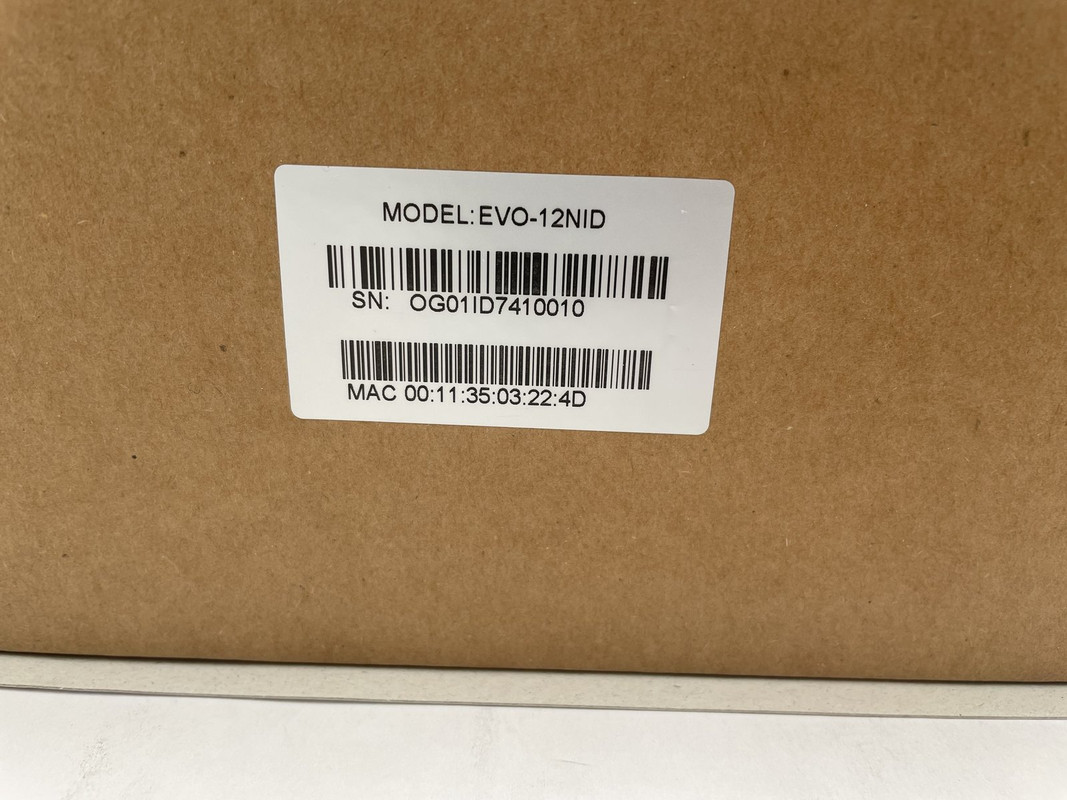 MODEL:EVO-12NID
SN: OG01ID7410010
MAC 00:11:35:03:22:4D